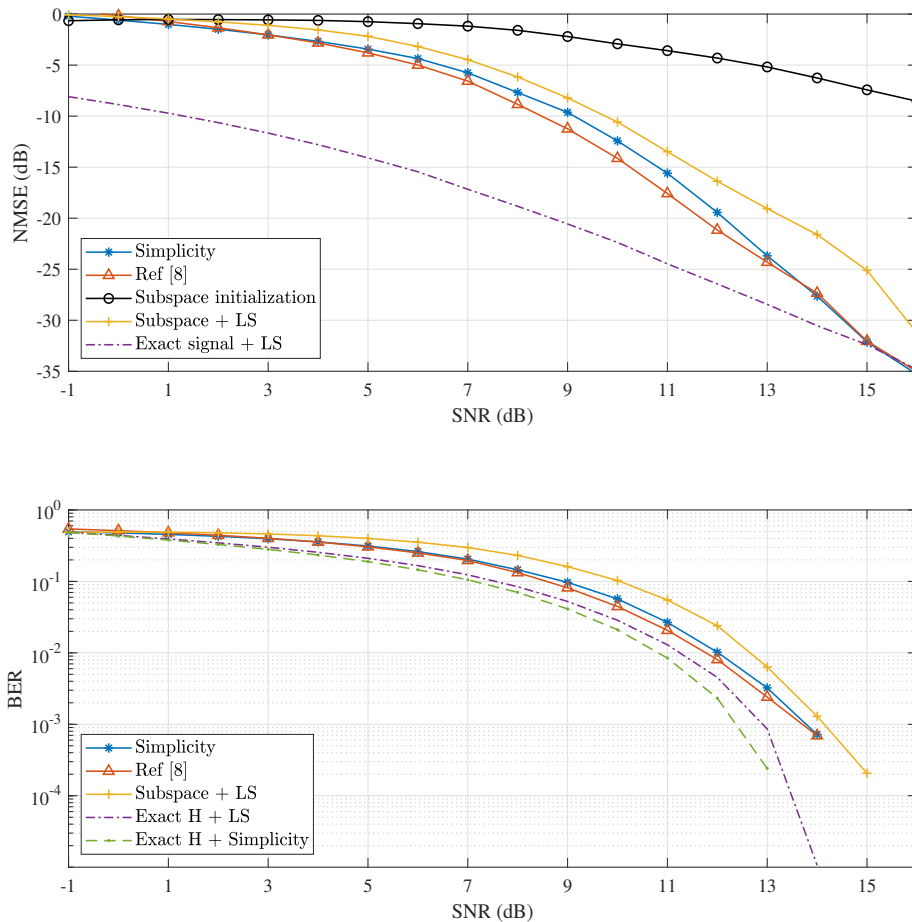 0
-5
-10
-15
-20
-25
-30
-35
NMSE (dB)
Simplicity
Ref [8]
Subspace initialization
Subspace + LS
Exact signal + LS
-1 1 3 5 7 9 11 13 15
SNR (dB)
10^0
10^-1
10^-2
10^-3
10^-4
BER
Simplicity
Ref [8]
Subspace + LS
Exact H + LS
Exact H + Simplicity
-1 1 3 5 7 9 11 13 15
SNR (dB)